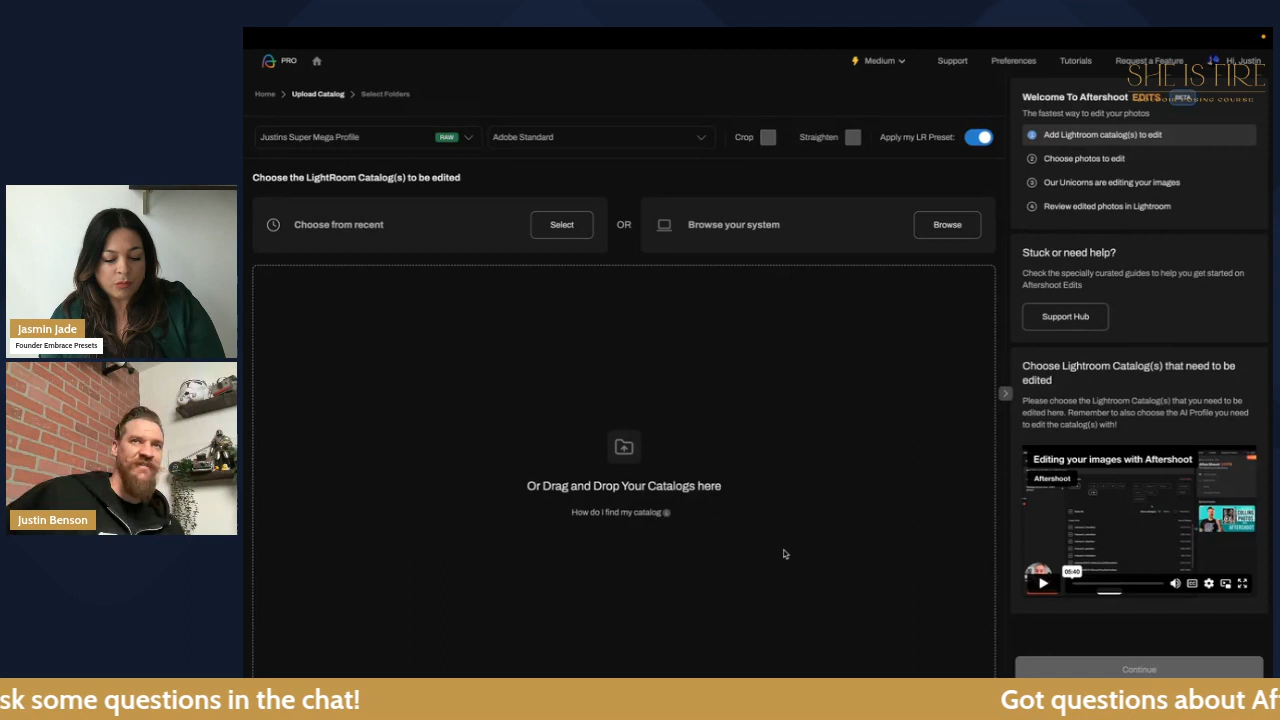 PRO
Medium
Support
Preferences
Tutorials
Request a Feature
Hi, Justin
SHE IS FIRE
Home > Upload Catalog > Select Folders
Justins Super Mega Profile
RAW
Adobe Standard
Crop
Straighten
Apply my LR Preset:
Choose the LightRoom Catalog(s) to be edited
Choose from recent
Select
OR
Browse your system
Browse
Or Drag and Drop Your Catalogs here
How do i find my catalog
Welcome To Aftershoot EDITS BETA
The fastest way to edit your photos
1 Add Lightroom catalog(s) to edit
2 Choose photos to edit
3 Our Unicorns are editing your images
4 Review edited photos in Lightroom
Stuck or need help?
Check the specially curated guides to help you get started on
Aftershoot Edits
Support Hub
Choose Lightroom Catalog(s) that need to be
edited
Please choose the Lightroom Catalog(s) that you need to be
edited here. Remember to also choose the AI Profile you need
to edit the catalog(s) with!
Editing your images with Aftershoot
Aftershoot
05:40
Continue
Jasmin Jade
Founder Embrace Presets
Justin Benson
sk some questions in the chat!
Got questions about Af